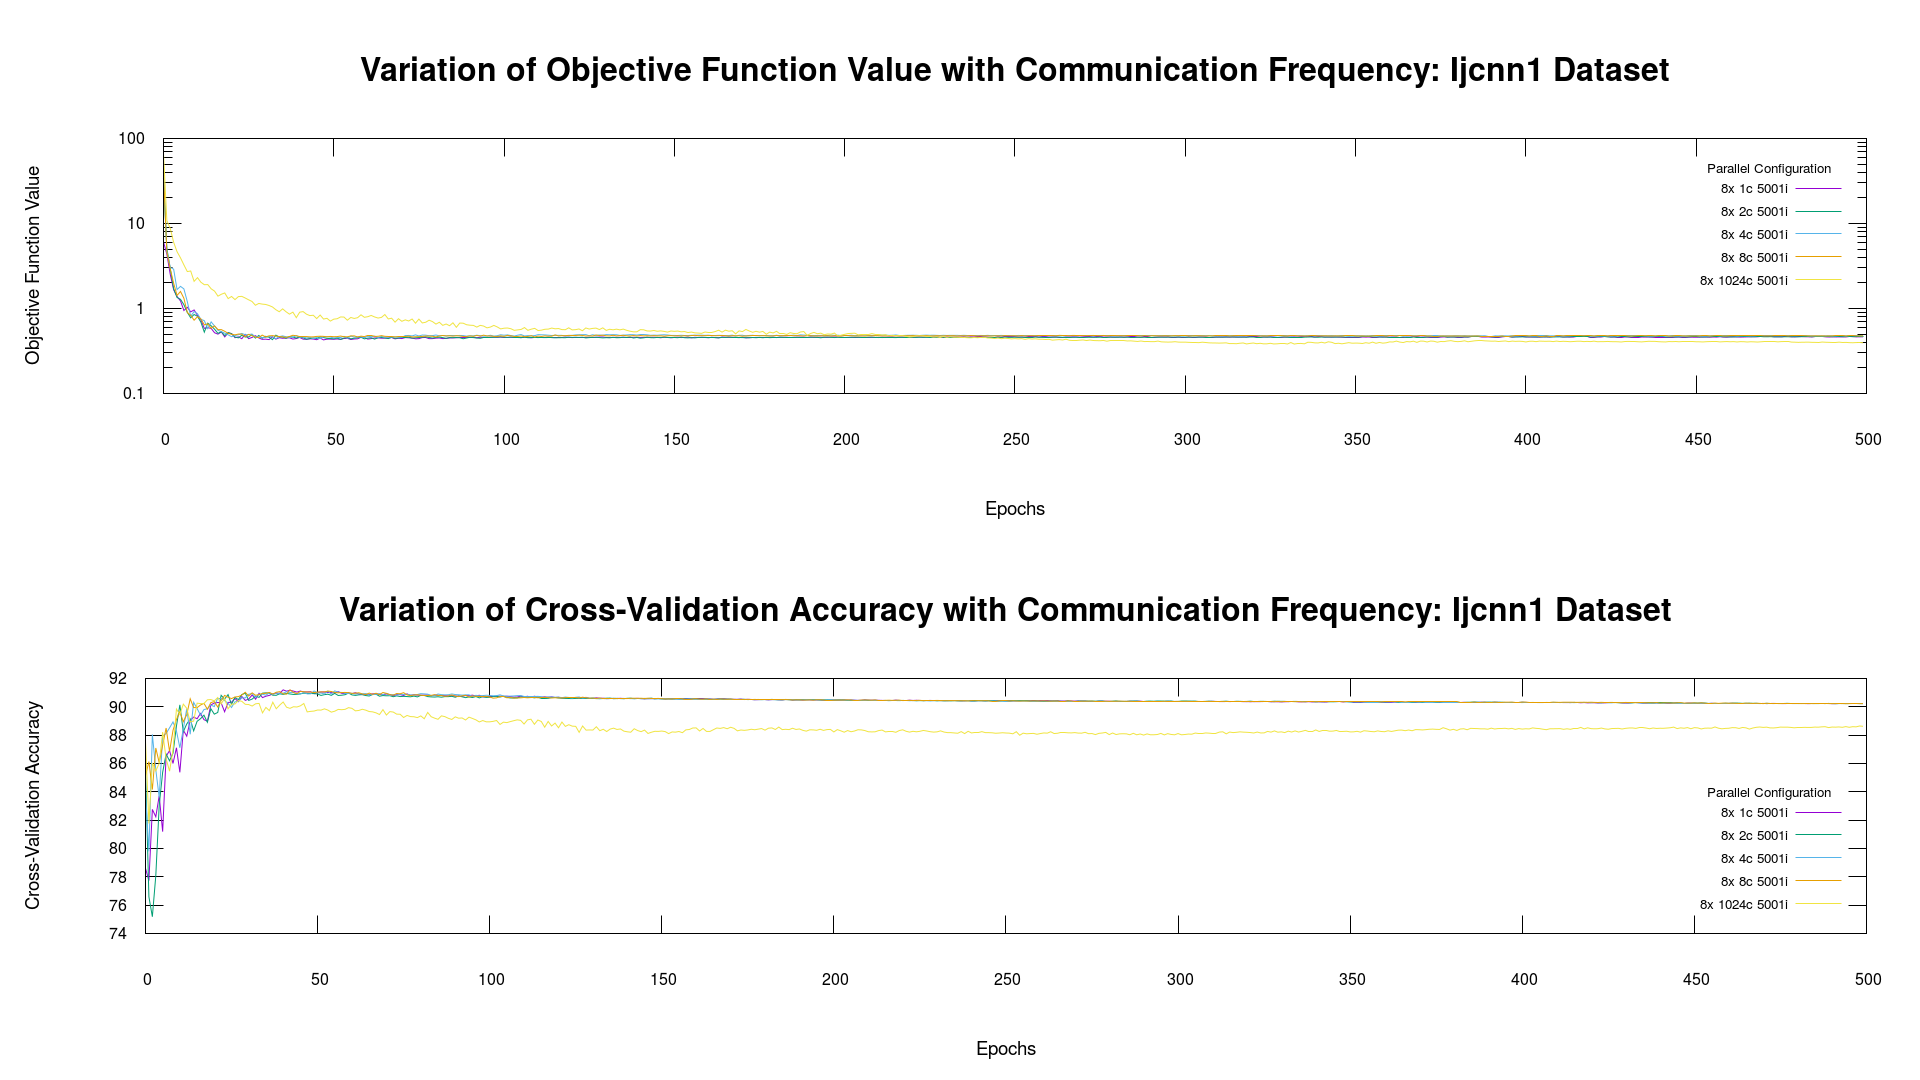 Variation of Objective Function Value with Communication Frequency: Ijcnn1 Dataset
Objective Function Value
100
10
1
0.1
Parallel Configuration
8x 1c 5001i
8x 2c 5001i
8x 4c 5001i
8x 8c 5001i
8x 1024c 5001i
0 50 100 150 200 250 300 350 400 450 500
Epochs
Variation of Cross-Validation Accuracy with Communication Frequency: Ijcnn1 Dataset
Cross-Validation Accuracy
92
90
88
86
84
82
80
78
76
74
Parallel Configuration
8x 1c 5001i
8x 2c 5001i
8x 4c 5001i
8x 8c 5001i
8x 1024c 5001i
0 50 100 150 200 250 300 350 400 450 500
Epochs